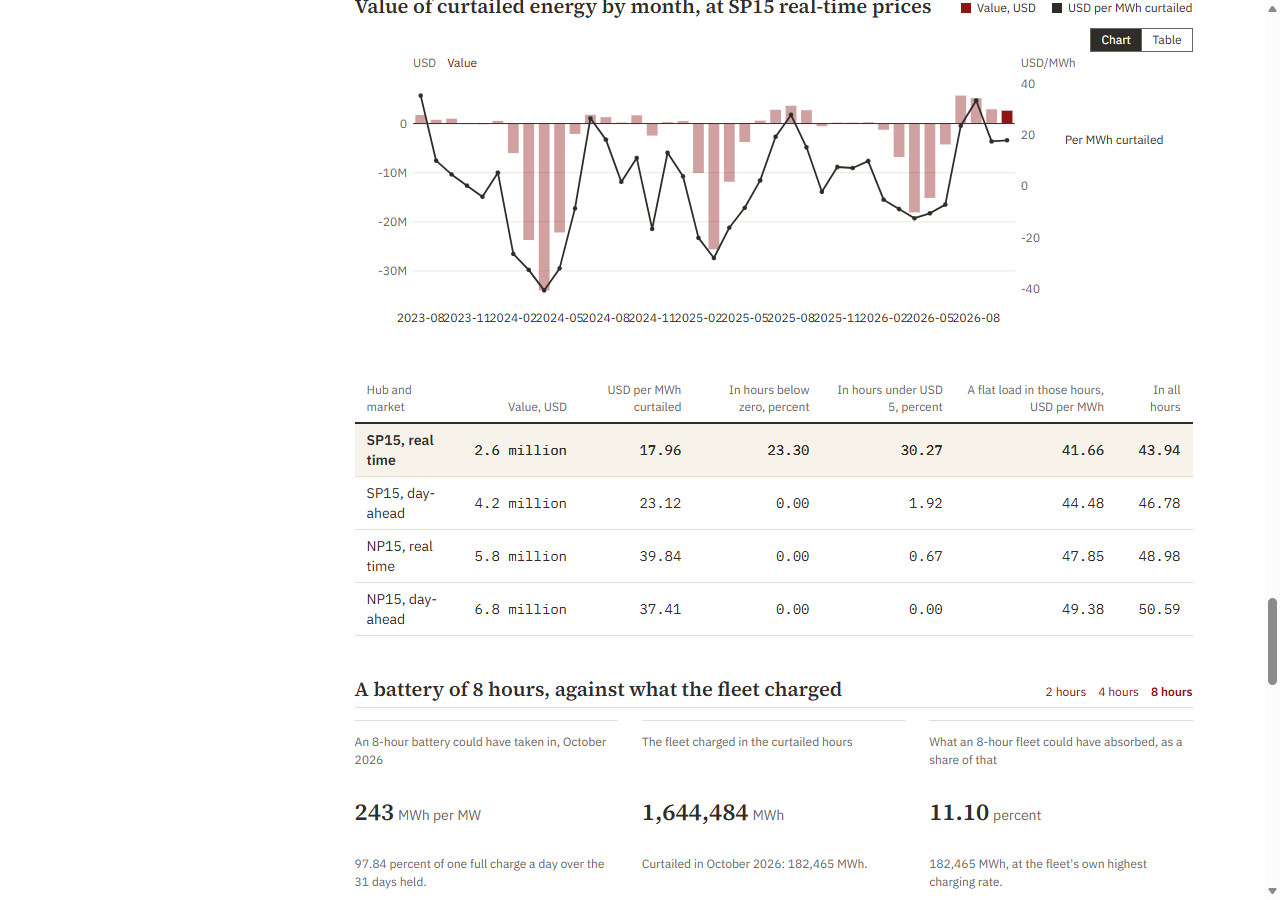 Value of curtailed energy by month, at SP15 real-time prices
Value, USD
USD per MWh curtailed
Chart
Table
USD
Value
USD/MWh
40
0
20
Per MWh curtailed
-10M
0
-20M
-20
-30M
-40
2023-08
2023-11
2024-02
2024-05
2024-08
2024-11
2025-02
2025-05
2025-08
2025-11
2026-02
2026-05
2026-08
Hub and
market
Value, USD
USD per MWh
curtailed
In hours below
zero, percent
In hours under USD
5, percent
A flat load in those hours,
USD per MWh
In all
hours
SP15, real
time
2.6 million
17.96
23.30
30.27
41.66
43.94
SP15, day-
ahead
4.2 million
23.12
0.00
1.92
44.48
46.78
NP15, real
time
5.8 million
39.84
0.00
0.67
47.85
48.98
NP15, day-
ahead
6.8 million
37.41
0.00
0.00
49.38
50.59
A battery of 8 hours, against what the fleet charged
2 hours
4 hours
8 hours
An 8-hour battery could have taken in, October
2026
243 MWh per MW
97.84 percent of one full charge a day over the
31 days held.
The fleet charged in the curtailed hours
1,644,484 MWh
Curtailed in October 2026: 182,465 MWh.
What an 8-hour fleet could have absorbed, as a
share of that
11.10 percent
182,465 MWh, at the fleet's own highest
charging rate.